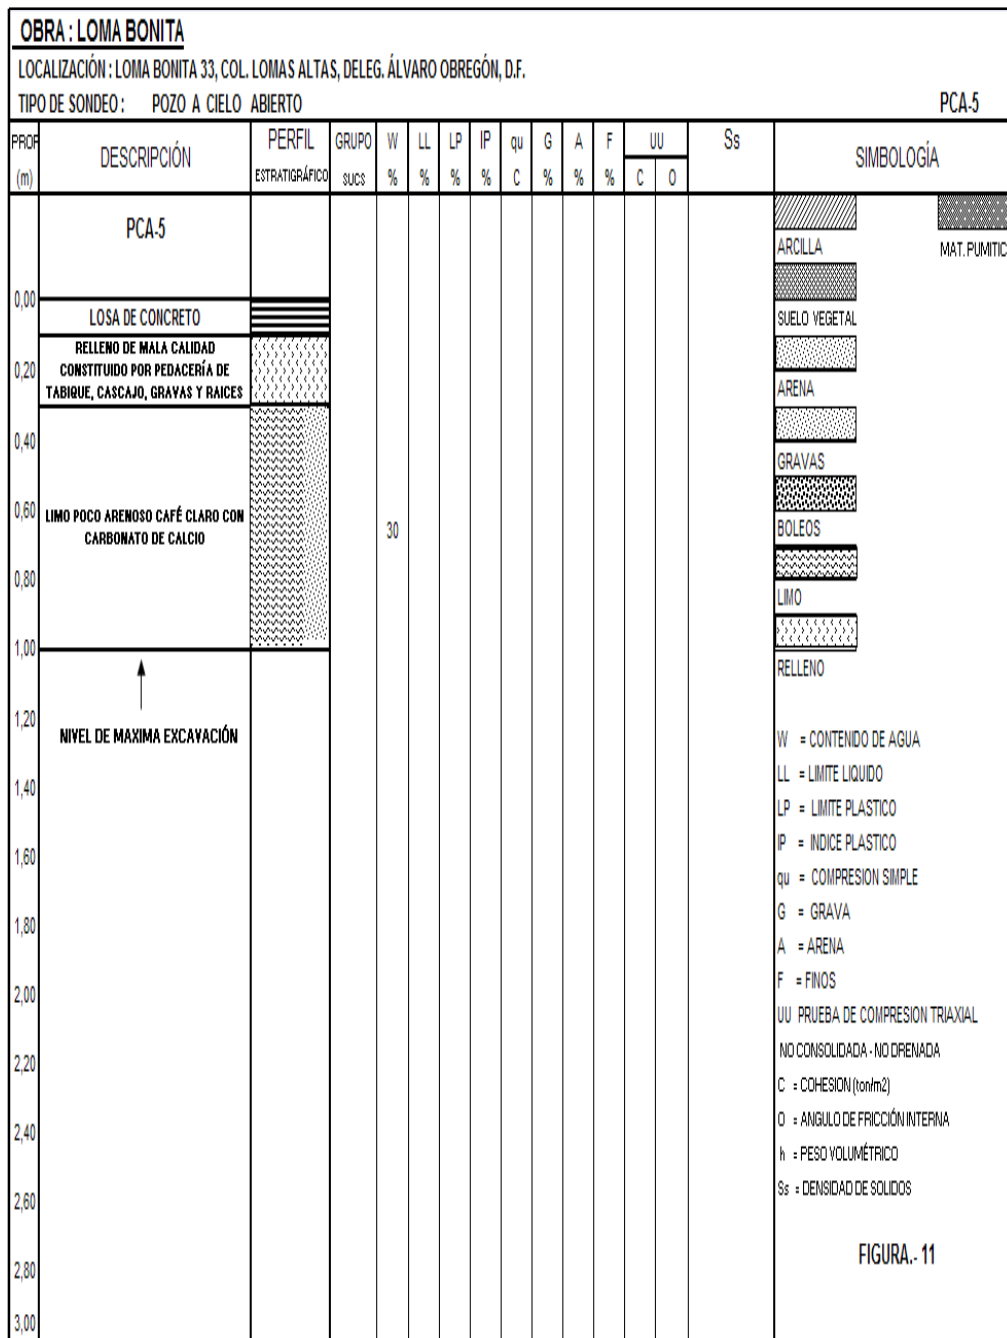 OBRA : LOMA BONITA
LOCALIZACIÓN : LOMA BONITA 33, COL. LOMAS ALTAS, DELEG. ÁLVARO OBREGÓN, D.F.
TIPO DE SONDEO : POZO A CIELO ABIERTO PCA-5
PROF (m) DESCRIPCIÓN PERFIL ESTRATIGRÁFICO GRUPO SUCS W % LL % LP % IP % qu C G % A % F % UU C O Ss SIMBOLOGÍA
PCA-5
0,00
LOSA DE CONCRETO
RELLENO DE MALA CALIDAD
0,20
CONSTITUIDO POR PEDACERÍA DE
TABIQUE, CASCAJO, GRAVAS Y RAICES
0,40
0,60
LIMO POCO ARENOSO CAFÉ CLARO CON
CARBONATO DE CALCIO
30
0,80
1,00
1,20
NIVEL DE MAXIMA EXCAVACIÓN
1,40
1,60
1,80
2,00
2,20
2,40
2,60
2,80
3,00
ARCILLA
MAT. PUMITIC
SUELO VEGETAL
ARENA
GRAVAS
BOLEOS
LIMO
RELLENO
W = CONTENIDO DE AGUA
LL = LIMITE LIQUIDO
LP = LIMITE PLASTICO
IP = INDICE PLASTICO
qu = COMPRESION SIMPLE
G = GRAVA
A = ARENA
F = FINOS
UU PRUEBA DE COMPRESION TRIAXIAL
NO CONSOLIDADA - NO DRENADA
C = COHESION (ton/m2)
O = ANGULO DE FRICCIÓN INTERNA
h = PESO VOLUMÉTRICO
Ss = DENSIDAD DE SOLIDOS
FIGURA.- 11